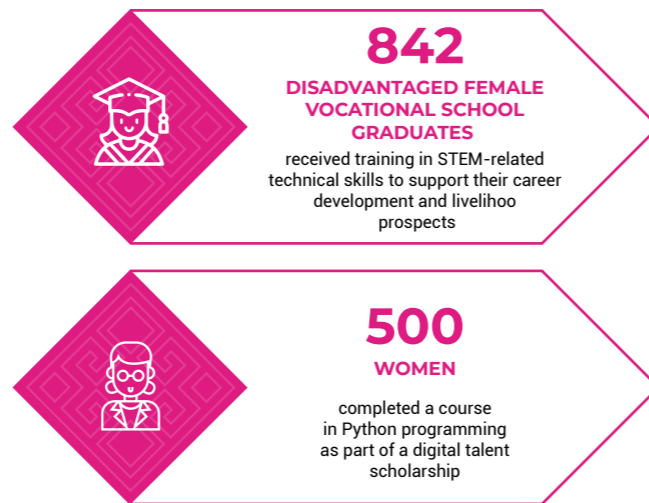 842
DISADVANTAGED FEMALE
VOCATIONAL SCHOOL
GRADUATES
received training in STEM-related
technical skills to support their career
development and livelihoo
prospects
500
WOMEN
completed a course
in Python programming
as part of a digital talent
scholarship